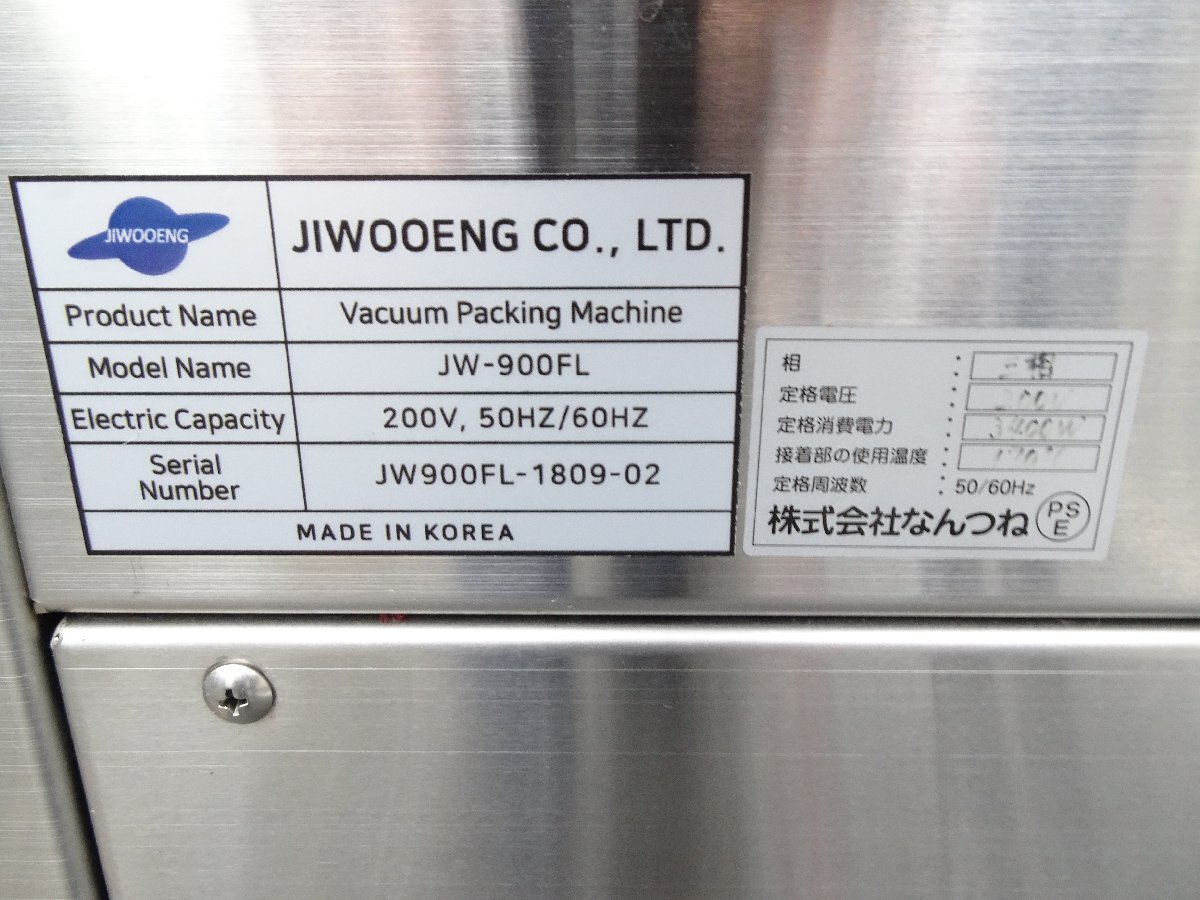 JIWOOENG
JIWOOENG CO., LTD.
Product Name
Vacuum Packing Machine
Model Name
JW-900FL
Electric Capacity
200V, 50HZ/60HZ
Serial
Number
JW900FL-1809-02
MADE IN KOREA
相 :
定格電圧 : 200V
定格消費電力 :
接着部の使用温度 :
定格周波数 : 50/60Hz
株式会社なんつね
PS
E